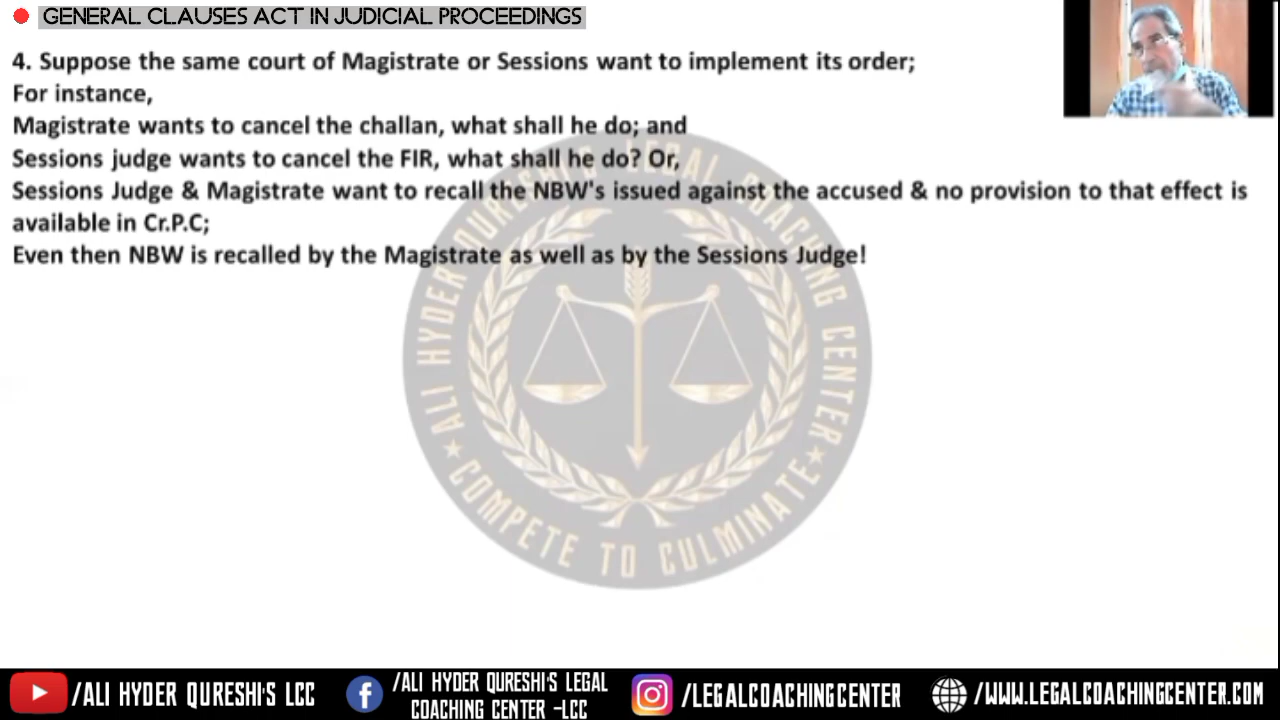 GENERAL CLAUSES ACT IN JUDICIAL PROCEEDINGS
4. Suppose the same court of Magistrate or Sessions want to implement its order;
For instance,
Magistrate wants to cancel the challan, what shall he do; and
Sessions judge wants to cancel the FIR, what shall he do? Or,
Sessions Judge & Magistrate want to recall the NBW's issued against the accused & no provision to that effect is
available in Cr.P.C;
Even then NBW is recalled by the Magistrate as well as by the Sessions Judge!
ALI HYDER QOURESHI'S LEGAL COACHING CENTER
★ COMPETE TO CULMINATE ★
/ALI HYDER QURESHI'S LCC
/ALI HYDER QURESHI'S LEGAL
COACHING CENTER -LCC
/LEGALCOACHINGCENTER
/WWW.LEGALCOACHINGCENTER.COM